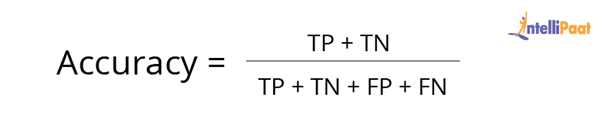 Accuracy = TP + TN / TP + TN + FP + FN
intelliPaat